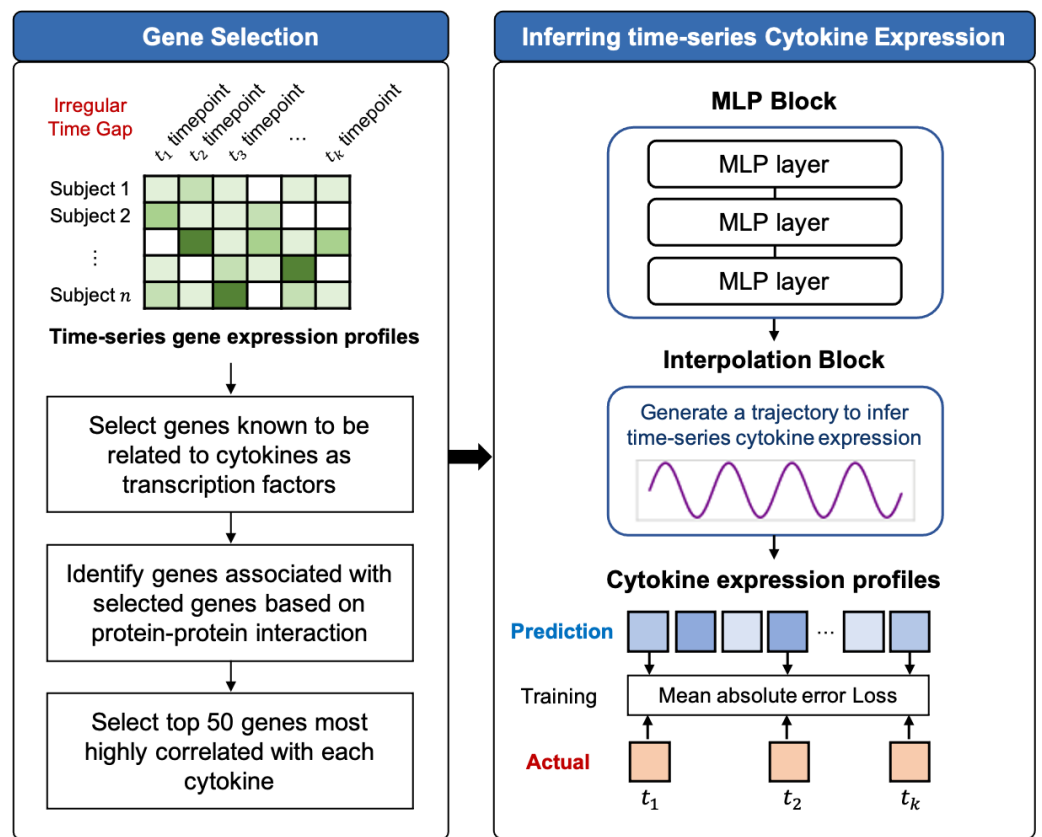 Gene Selection
Irregular
Time Gap
t₁ timepoint
t₂ timepoint
t₃ timepoint
...
tₖ timepoint
Subject 1
Subject 2
⋮
Subject n
Time-series gene expression profiles
Select genes known to be
related to cytokines as
transcription factors
Identify genes associated with
selected genes based on
protein-protein interaction
Select top 50 genes most
highly correlated with each
cytokine
Inferring time-series Cytokine Expression
MLP Block
MLP layer
MLP layer
MLP layer
Interpolation Block
Generate a trajectory to infer
time-series cytokine expression
Cytokine expression profiles
Prediction
...
Training
Mean absolute error Loss
Actual
t₁
t₂
tₖ